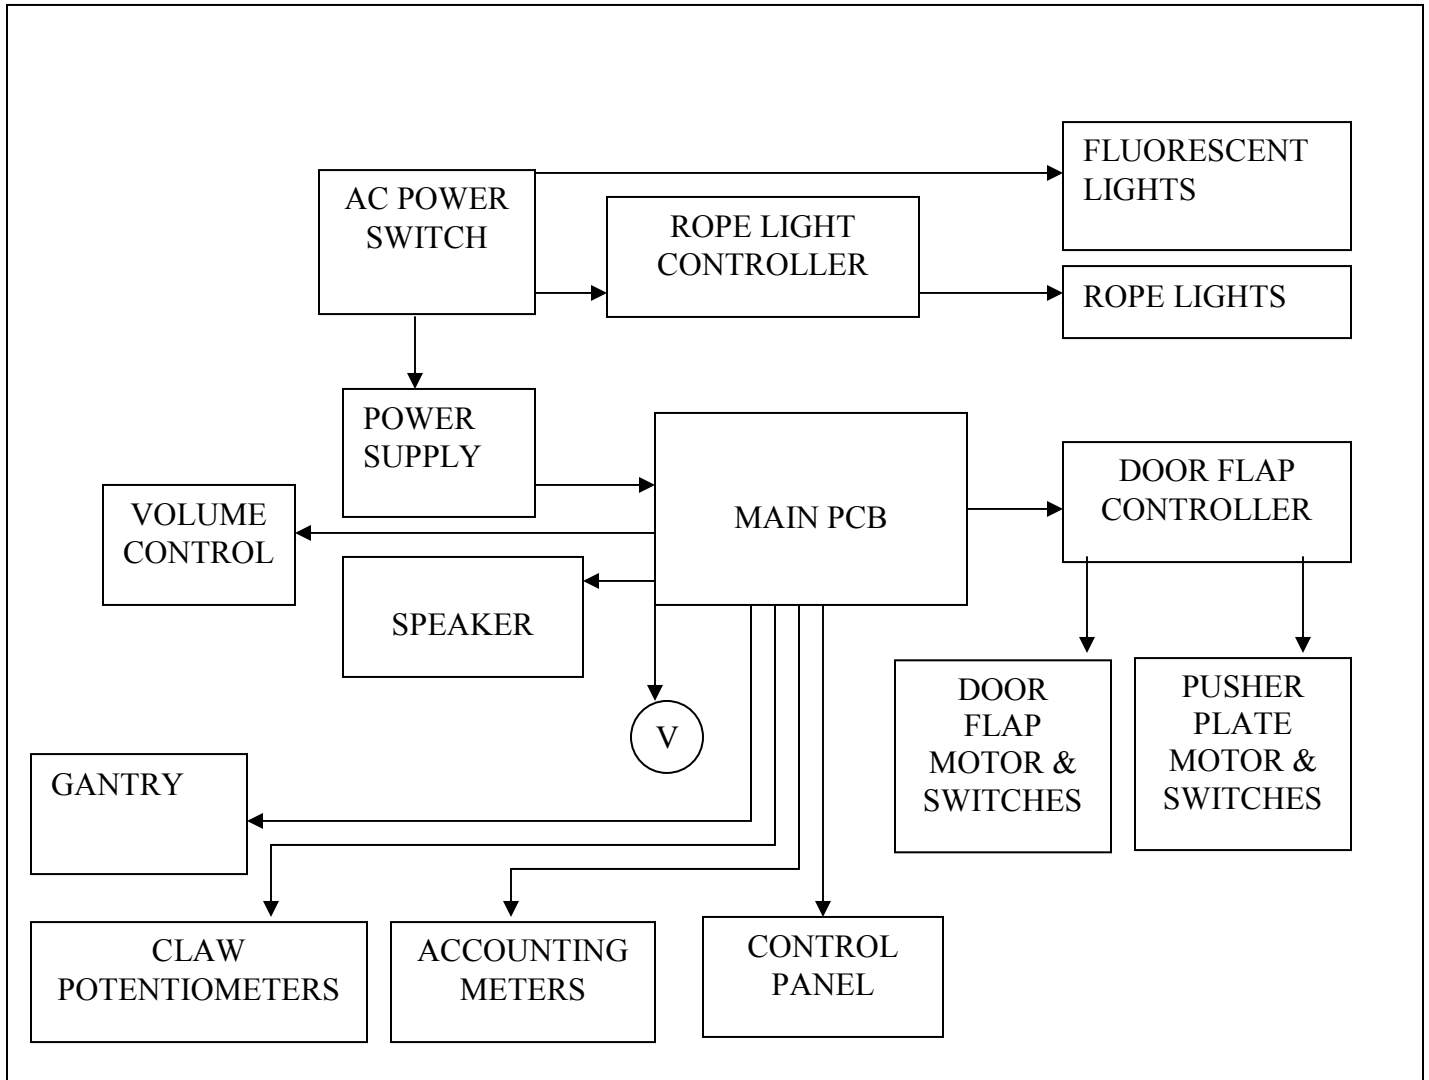 FLUORESCENT
LIGHTS
AC POWER
SWITCH
ROPE LIGHT
CONTROLLER
ROPE LIGHTS
POWER
SUPPLY
MAIN PCB
DOOR FLAP
CONTROLLER
VOLUME
CONTROL
SPEAKER
V
DOOR
FLAP
MOTOR &
SWITCHES
PUSHER
PLATE
MOTOR &
SWITCHES
GANTRY
CLAW
POTENTIOMETERS
ACCOUNTING
METERS
CONTROL
PANEL